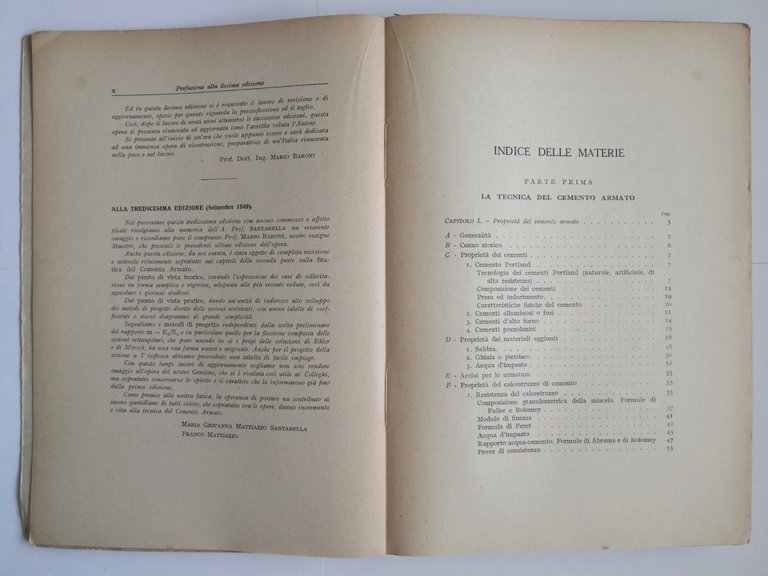 X
Prefazione alla decima edizione
Ed in questa decima edizione si è rinnovato il lavoro di revisione e di
aggiornamento, specie per quanto riguarda la pressoflessione ed il taglio.
Così, dopo il lavoro di venti anni attraverso le successive edizioni, questa
opera si presenta rinnovata ed aggiornata come l'avrebbe voluta l'Autore.
Si presenta all'inizio di un'era che vuole appunto essere e sarà dedicata
ad una immensa opera di ricostruzione, preparatrice di un'Italia rinnovata
nella pace e nel lavoro.
Prof. Dott. Ing. MARIO BARONI
ALLA TREDICESIMA EDIZIONE (Settembre 1949).
Nel presentare questa tredicesima edizione con animo commosso e affetto
filiale rivolgiamo alla memoria dell'A. Prof. SANTARELLA un reverente
omaggio e ricordiamo pure il compianto Prof. MARIO BARONI, nostro insigne
Maestro, che presentò le precedenti ultime edizioni dell'opera.
Anche questa edizione, da noi curata, è stata oggetto di completa revisione
e notevole rifacimento soprattutto nei capitoli della seconda parte sulla Sta-
tica del Cemento Armato.
Dal punto di vista teorico, curando l'esposizione dei casi di sollecita-
zione in forma semplice e rigorosa, adeguata alle più recenti vedute, così da
agevolare i giovani studiosi.
Dal punto di vista pratico, dando un'unità di indirizzo allo sviluppo
dei metodi di progetto diretto delle sezioni resistenti, con nuove tabelle di coef-
ficienti e nuovi diagrammi di grande semplicità.
Segnaliamo i metodi di progetto indipendenti dalla scelta preliminare
del rapporto m = Ef/Ec e in particolare quello per la flessione composta delle
sezioni rettangolari, che pure usando in sè i pregi delle soluzioni di Ehler
e di Mörsch, ha una sua forma nuova e originale. Anche per il progetto della
sezione a T inflessa abbiamo provveduto una tabella di facile impiego.
Con questo lungo lavoro di aggiornamento vogliamo non solo rendere
omaggio all'opera del nostro Genitore, che si è rivelata così utile ai Colleghi;
ma sopratutto conservarne lo spirito e il carattere che la informarono già fino
dalla prima edizione.
Come premio alla nostra fatica, la speranza di portare un contributo al
lavoro quotidiano di tutti coloro, che sopratutto con le opere, danno incremento
e vita alla tecnica del Cemento Armato.
MARIA GIOVANNA MATTIAZZO SANTARELLA
FRANCO MATTIAZZO
INDICE DELLE MATERIE
PARTE PRIMA
LA TECNICA DEL CEMENTO ARMATO
Pag.
CAPITOLO I. - Proprietà del cemento armato 3
A - Generalità 3
B - Cenno storico 6
C - Proprietà dei cementi 7
1. Cemento Portland 7
Tecnologia dei cementi Portland (naturale, artificiale, di
alta resistenza) 7
Composizione dei cementi 15
Presa ed indurimento 19
Caratteristiche fisiche del cemento 20
2. Cementi alluminosi o fusi 21
3. Cementi d'alto forno 24
4. Cementi pozzolanici 25
D - Proprietà dei materiali aggiunti 28
1. Sabbia 28
2. Ghiaia o pietrisco 30
3. Acqua d'impasto 32
E - Acciai per le armature 33
F - Proprietà del calcestruzzo di cemento 33
1. Resistenza del calcestruzzo 33
Composizione granulometrica della miscela. Formule di
Fuller e Bolomey 37
Modulo di finezza 41
Formula di Feret 42
Acqua d'impasto 45
Rapporto acqua-cemento. Formule di Abrams e di Bolomey 47
Prove di consistenza 53